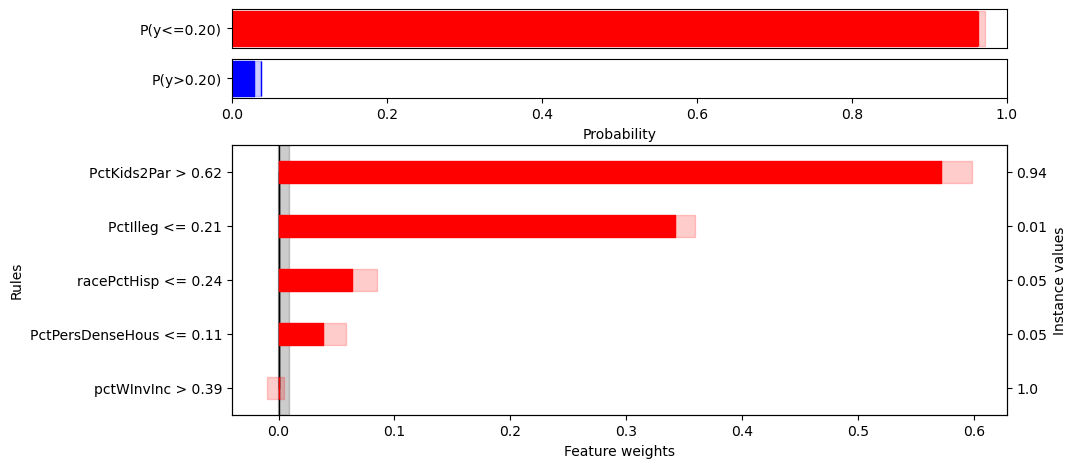 P(y<=0.20)
P(y>0.20)
0.0 0.2 0.4 0.6 0.8 1.0
Probability
PctKids2Par > 0.62 0.94
PctIlleg <= 0.21 0.01
racePctHisp <= 0.24 0.05
PctPersDenseHous <= 0.11 0.05
pctWInvInc > 0.39 1.0
Rules
Instance values
0.0 0.1 0.2 0.3 0.4 0.5 0.6
Feature weights